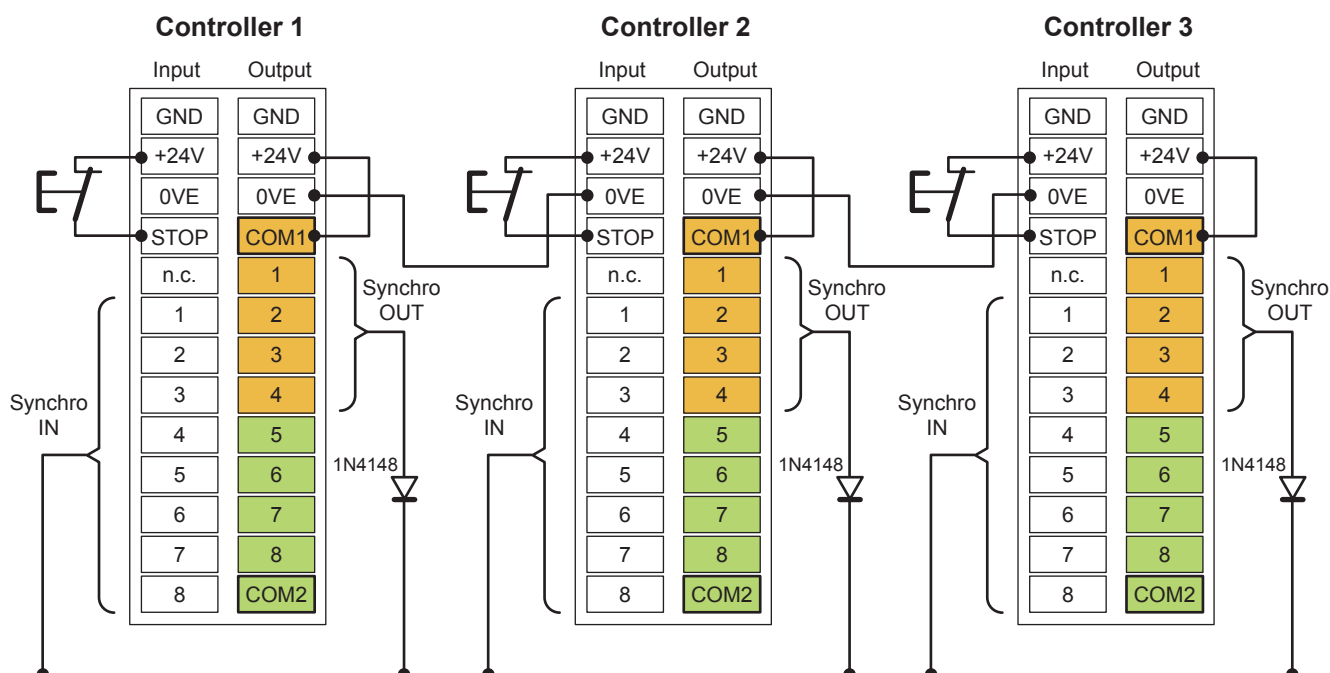 Controller 1 Controller 2 Controller 3
Input Output Input Output Input Output
GND GND GND GND GND GND
+24V +24V +24V +24V +24V +24V
0VE 0VE 0VE 0VE 0VE 0VE
STOP COM1 STOP COM1 STOP COM1
n.c. 1 n.c. 1 n.c. 1
Synchro Synchro Synchro
OUT OUT OUT
1 2 1 2 1 2
2 3 2 3 2 3
3 4 3 4 3 4
Synchro Synchro Synchro
IN IN IN
4 5 4 5 4 5
5 6 1N4148 5 6 1N4148 5 6 1N4148
6 7 6 7 6 7
7 8 7 8 7 8
8 COM2 8 COM2 8 COM2